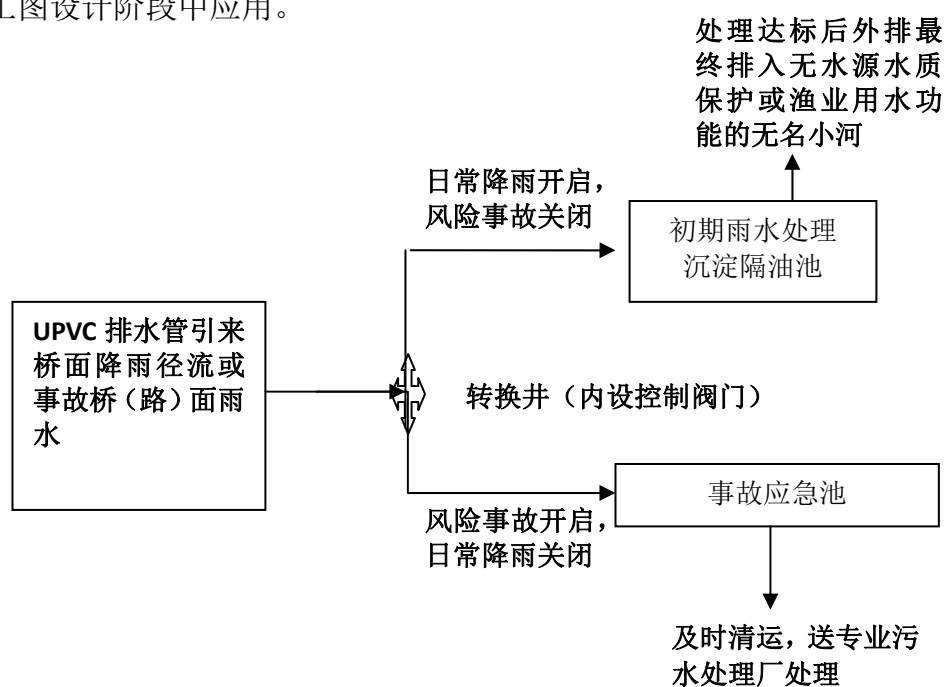 工图设计阶段中应用。
处理达标后外排最
终排入无水源水质
保护或渔业用水功
能的无名小河
日常降雨开启，
风险事故关闭
初期雨水处理
沉淀隔油池
UPVC 排水管引来
桥面降雨径流或
事故桥（路）面雨
水
转换井（内设控制阀门）
事故应急池
风险事故开启，
日常降雨关闭
及时清运，送专业污
水处理厂处理